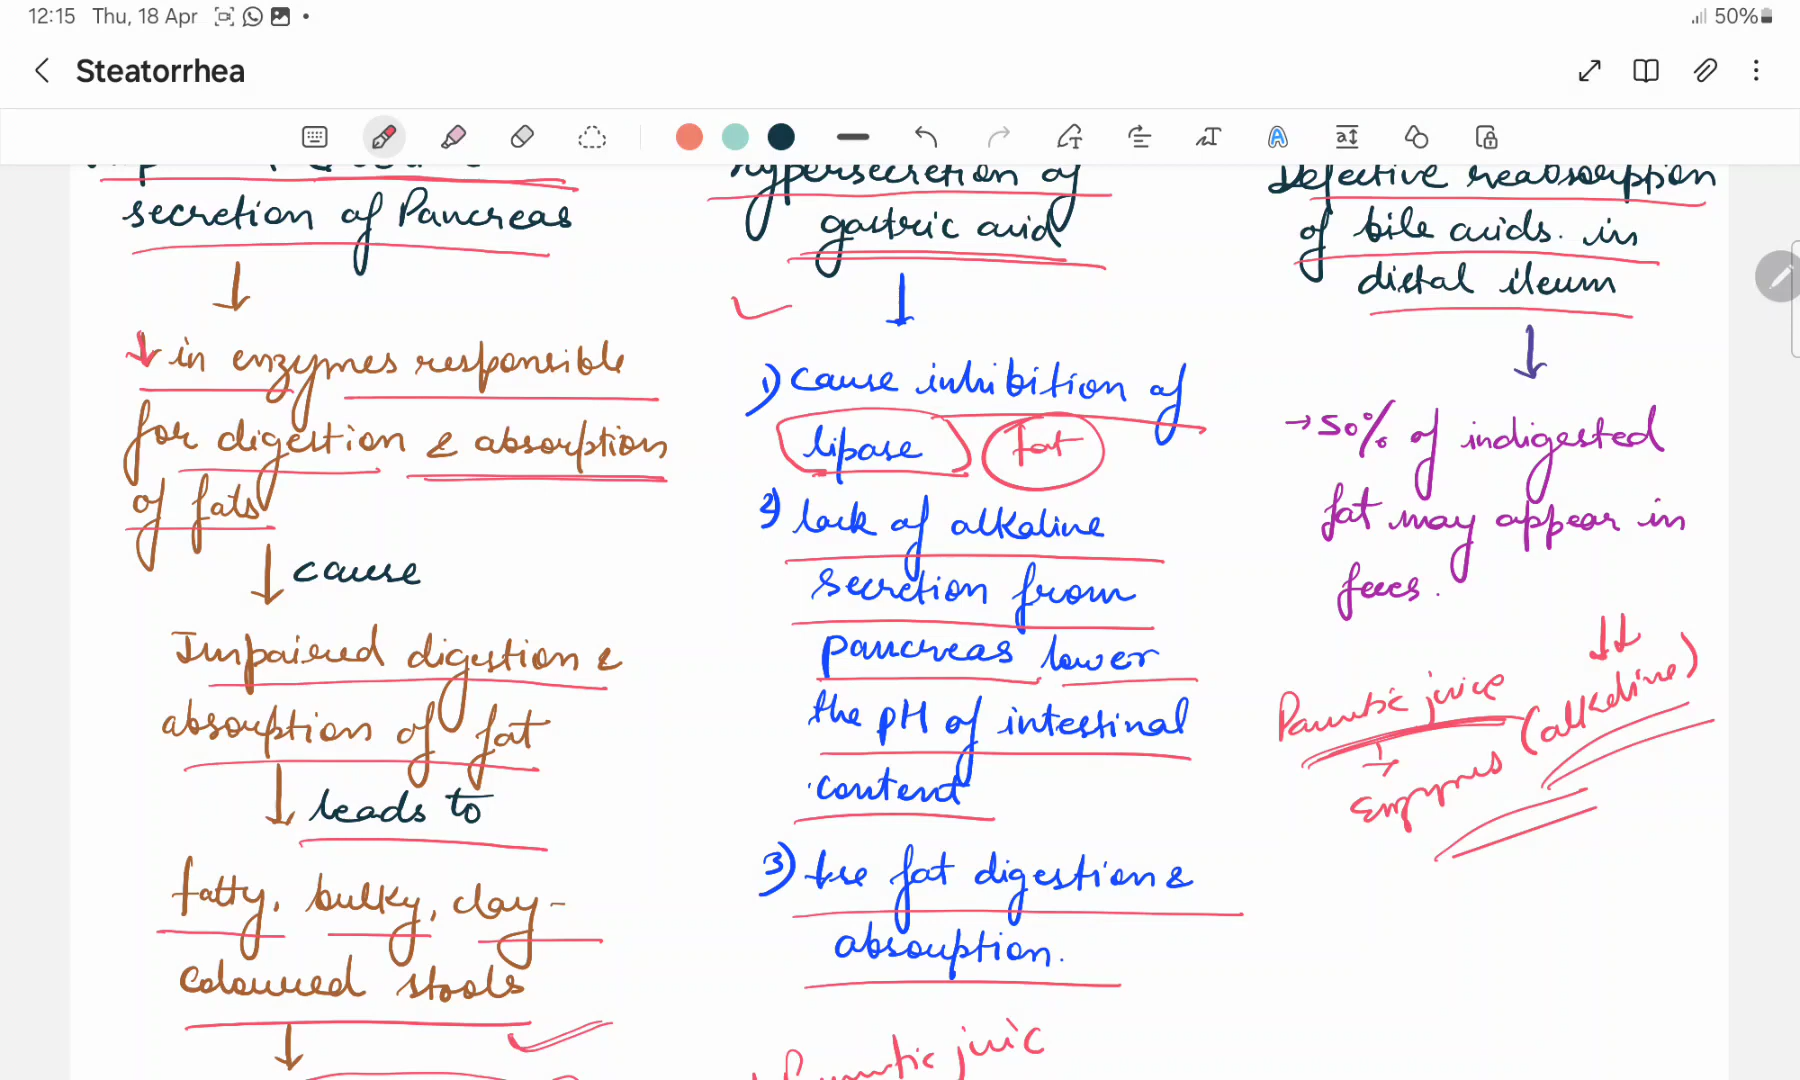 12:15 Thu, 18 Apr
50%
Steatorrhea
secretion of Pancreas
↓
↓ in enzymes responsible
for digestion & absorption
of fats
↓ cause
Impaired digestion &
absorption of fat
↓ leads to
fatty, bulky, clay-
coloured stools
↓
hypersecretion of
gastric acid
↓
1) cause inhibition of
lipase fat
2) lack of alkaline
secretion from
pancreas lower
the pH of intestinal
content
3) ↓se fat digestion &
absorption.
juic
Defective reabsorption
of bile acids. in
distal ileum
↓
→ 50% of indigested
fat may appear in
feces.
↓↓
juice (alkaline)